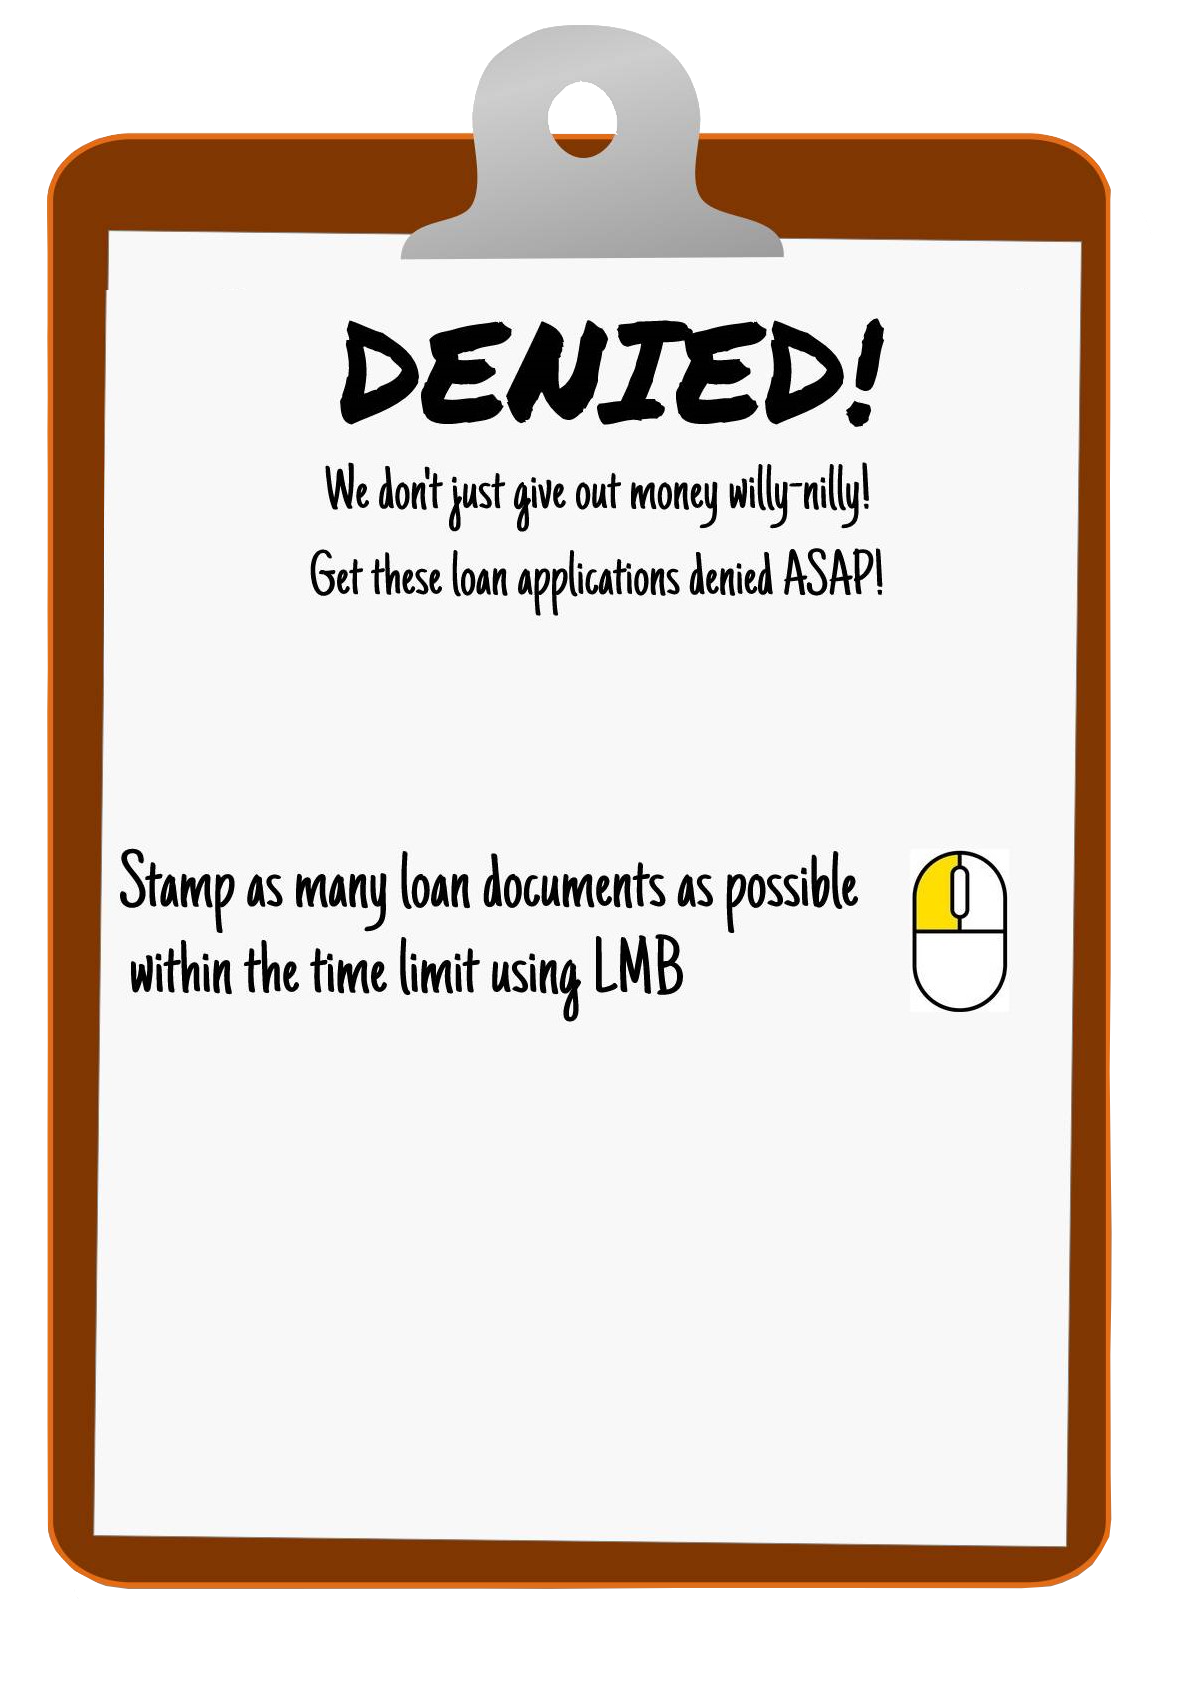 DENIED!
We don't just give out money willy-nilly!
Get these loan applications denied ASAP!
Stamp as many loan documents as possible
within the time limit using LMB